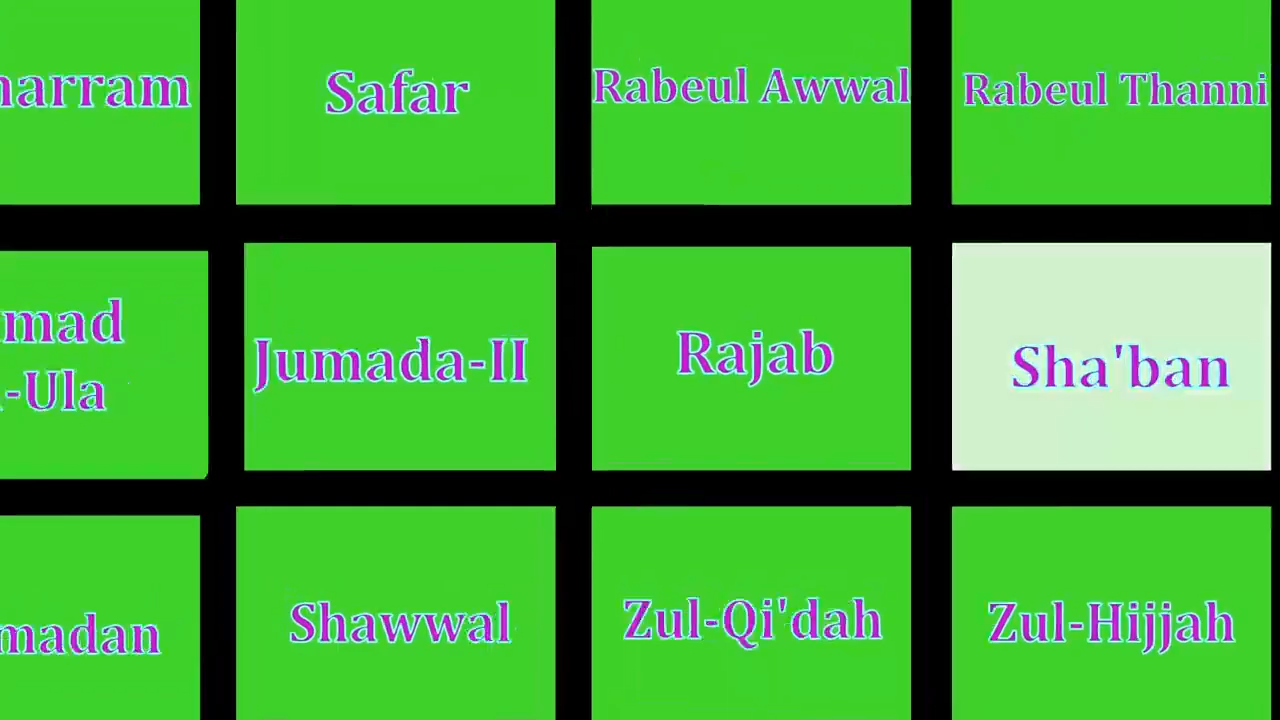 harram
Safar
Rabeul Awwal
Rabeul Thanni
mad
-Ula
Jumada-II
Rajab
Sha'ban
madan
Shawwal
Zul-Qi'dah
Zul-Hijjah